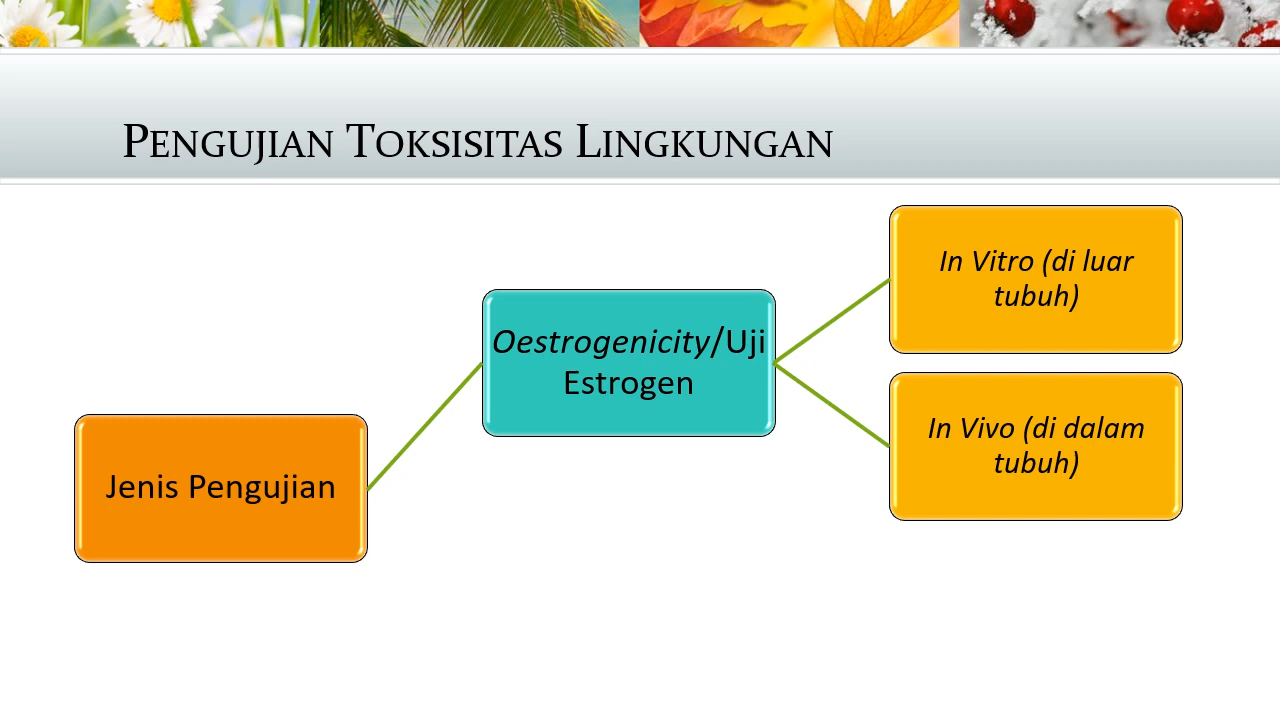 PENGUJIAN TOKSISITAS LINGKUNGAN
Jenis Pengujian
Oestrogenicity/Uji
Estrogen
In Vitro (di luar
tubuh)
In Vivo (di dalam
tubuh)